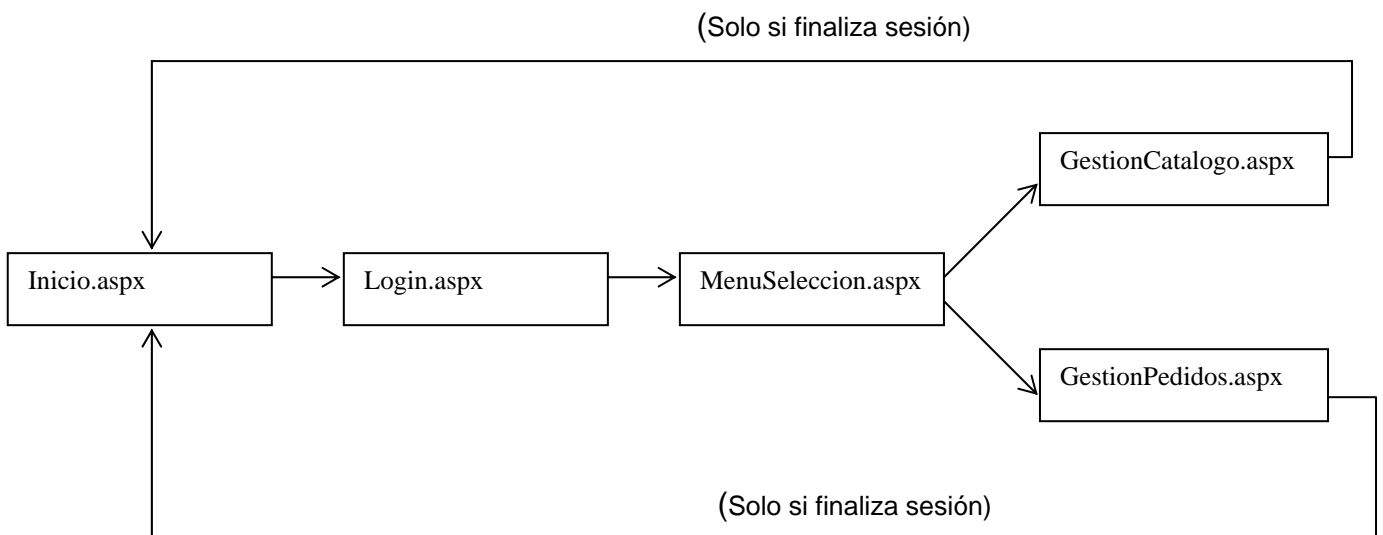 (Solo si finaliza sesión)
GestionCatalogo.aspx
Inicio.aspx
Login.aspx
MenuSeleccion.aspx
GestionPedidos.aspx
(Solo si finaliza sesión)